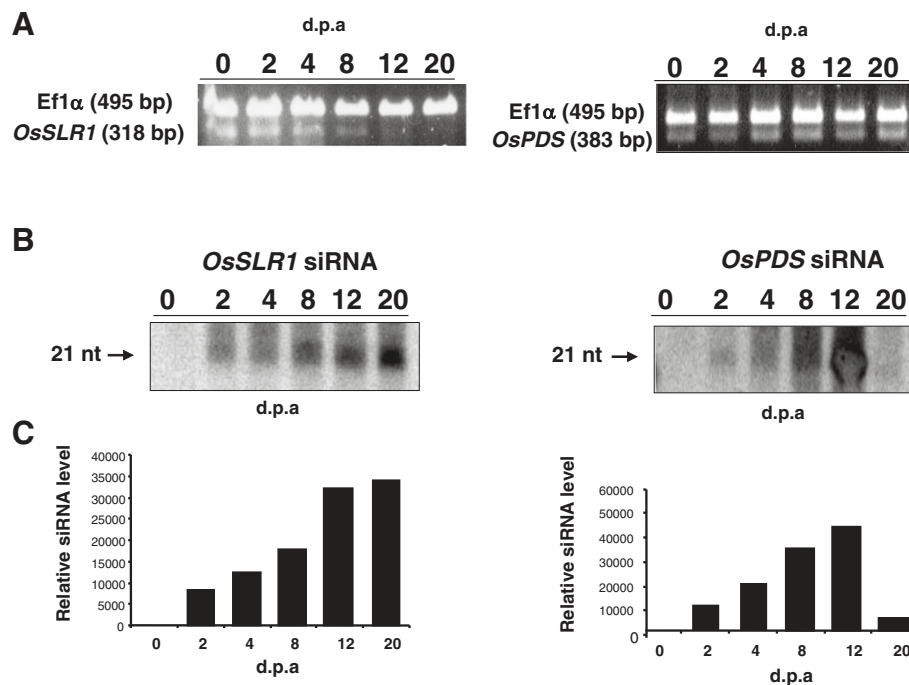 A
d.p.a
0 2 4 8 12 20
Ef1α (495 bp)
OsSLR1 (318 bp)
d.p.a
0 2 4 8 12 20
Ef1α (495 bp)
OsPDS (383 bp)
B
OsSLR1 siRNA
0 2 4 8 12 20
21 nt →
d.p.a
OsPDS siRNA
0 2 4 8 12 20
21 nt →
d.p.a
C
Relative siRNA level
40000
35000
30000
25000
20000
15000
10000
5000
0
0 2 4 8 12 20
d.p.a
Relative siRNA level
60000
50000
40000
30000
20000
10000
0
0 2 4 8 12 20
d.p.a